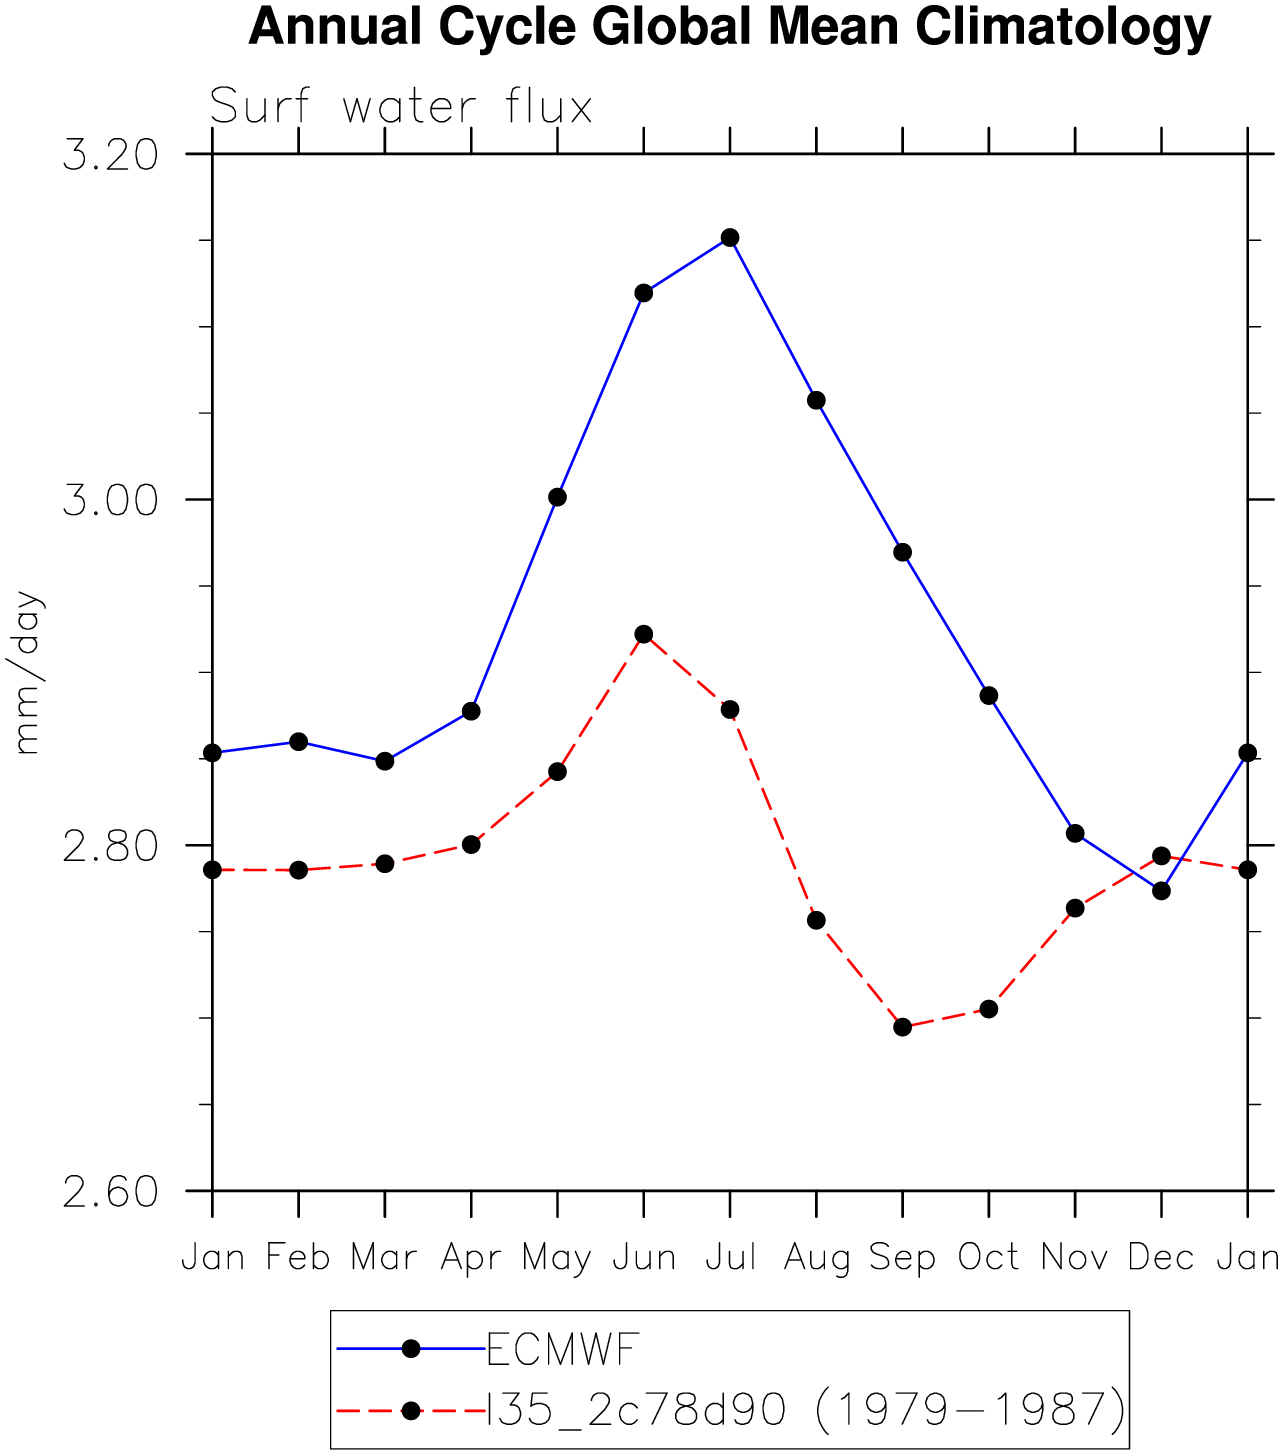 Annual Cycle Global Mean Climatology
Surf water flux
3.20
3.00
2.80
2.60
mm/day
Jan Feb Mar Apr May Jun Jul Aug Sep Oct Nov Dec Jan
ECMWF
I35_2c78d90 (1979-1987)